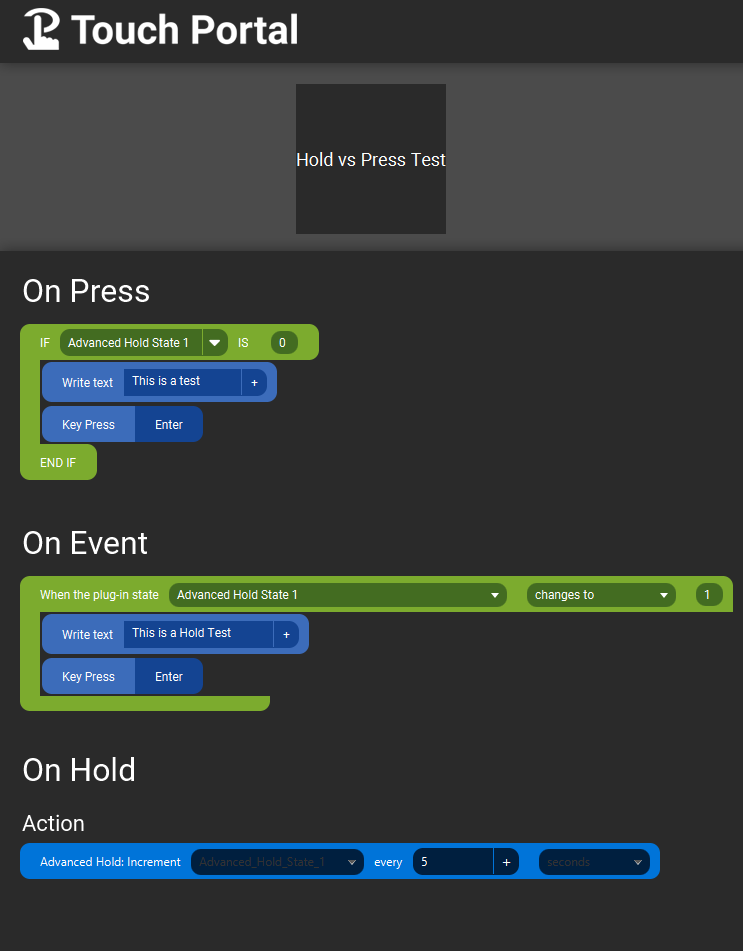 Touch Portal
Hold vs Press Test
On Press
IF Advanced Hold State 1 IS 0
Write text This is a test +
Key Press Enter
END IF
On Event
When the plug-in state Advanced Hold State 1 changes to 1
Write text This is a Hold Test +
Key Press Enter
On Hold
Action
Advanced Hold: Increment Advanced_Hold_State_1 every 5 + seconds